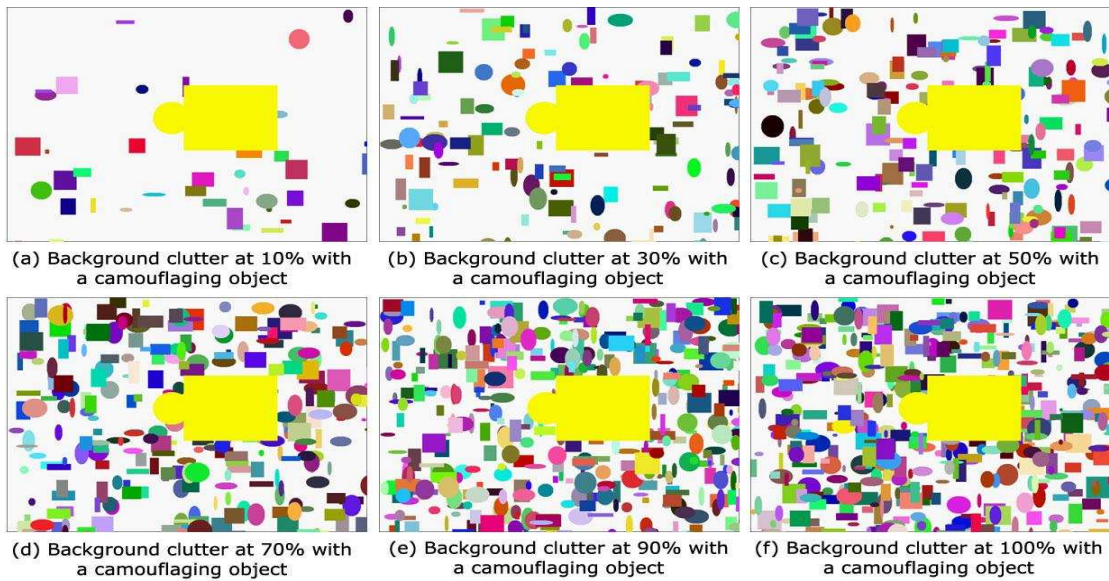 (a) Background clutter at 10% with
a camouflaging object
(b) Background clutter at 30% with
a camouflaging object
(c) Background clutter at 50% with
a camouflaging object
(d) Background clutter at 70% with
a camouflaging object
(e) Background clutter at 90% with
a camouflaging object
(f) Background clutter at 100% with
a camouflaging object